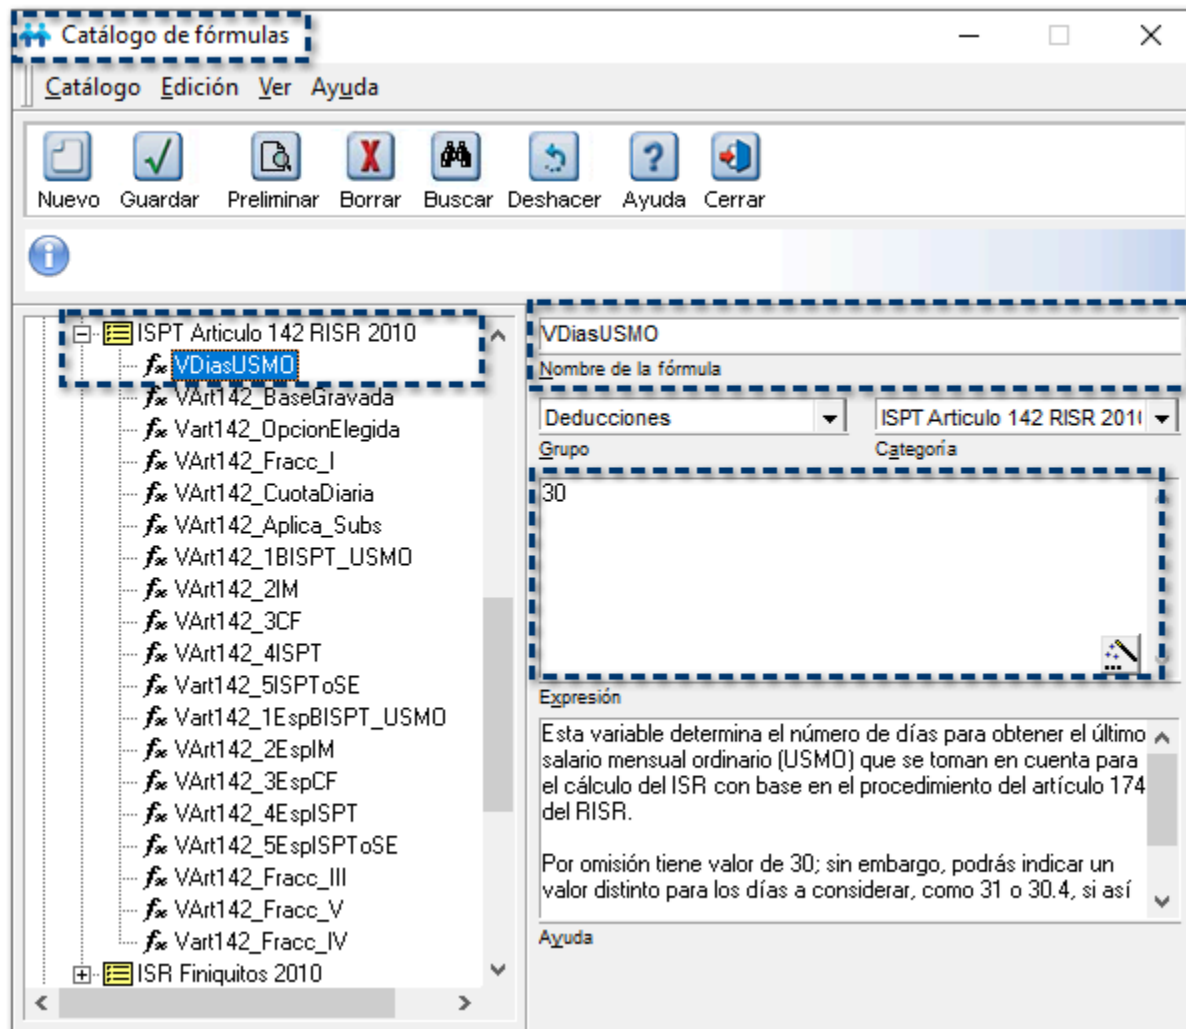 Catálogo de fórmulas
Catálogo Edición Ver Ayuda
Nuevo Guardar Preliminar Borrar Buscar Deshacer Ayuda Cerrar
ISPT Articulo 142 RISR 2010
VDiasUSMO
VArt142_BaseGravada
Vart142_OpcionElegida
VArt142_Fracc_I
VArt142_CuotaDiaria
VArt142_Aplica_Subs
VArt142_1BISPT_USMO
VArt142_2IM
VArt142_3CF
VArt142_4ISPT
Vart142_5ISPToSE
VArt142_1EspBISPT_USMO
VArt142_2EspIM
VArt142_3EspCF
VArt142_4EspISPT
VArt142_5EspISPToSE
VArt142_Fracc_III
VArt142_Fracc_V
Vart142_Fracc_IV
ISR Finiquitos 2010
VDiasUSMO
Nombre de la fórmula
Deducciones ISPT Articulo 142 RISR 201
Grupo Categoría
30
Expresión
Esta variable determina el número de días para obtener el último
salario mensual ordinario (USMO) que se toman en cuenta para
el cálculo del ISR con base en el procedimiento del artículo 174
del RISR.
Por omisión tiene valor de 30; sin embargo, podrás indicar un
valor distinto para los días a considerar, como 31 o 30.4, si así
Ayuda